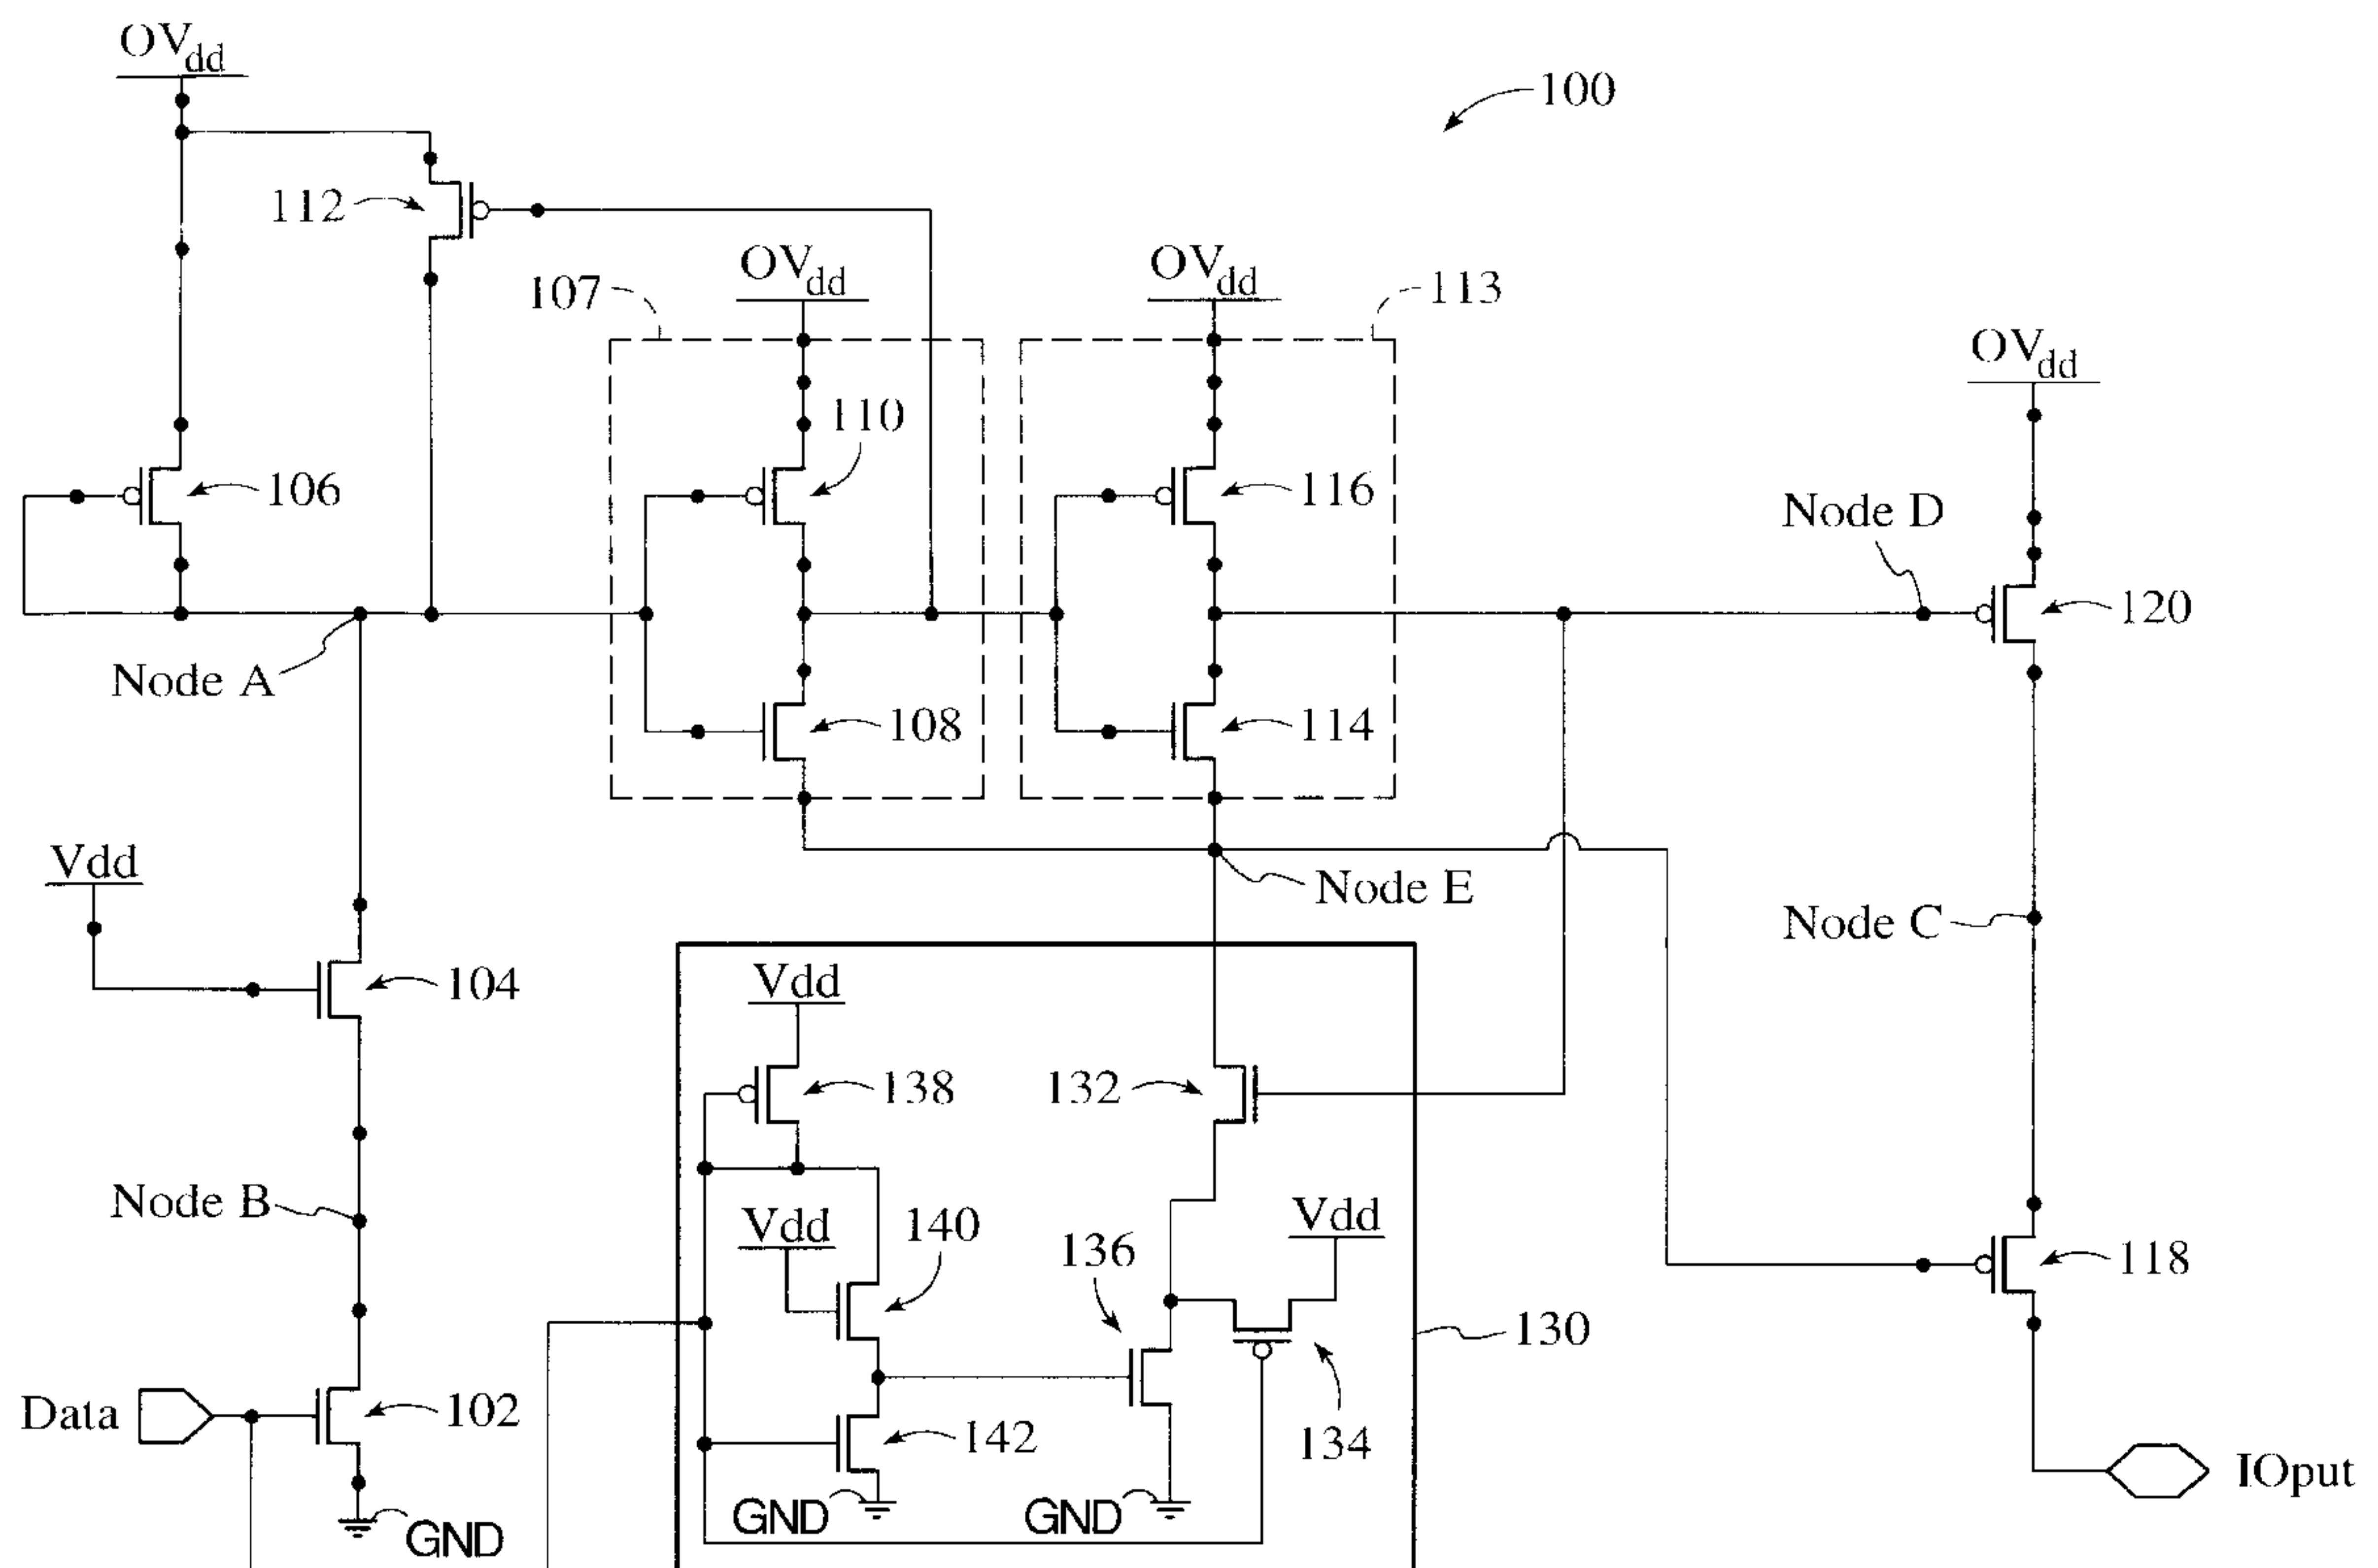 OVdd
100
112
OVdd
OVdd
107
113
OVdd
110
106
116
Node D
120
Node A
108
114
Vdd
Node E
Node C
104
Vdd
138
132
Node B
Vdd
140
136
Vdd
118
130
Data
102
142
134
GND
GND
GND
IOput